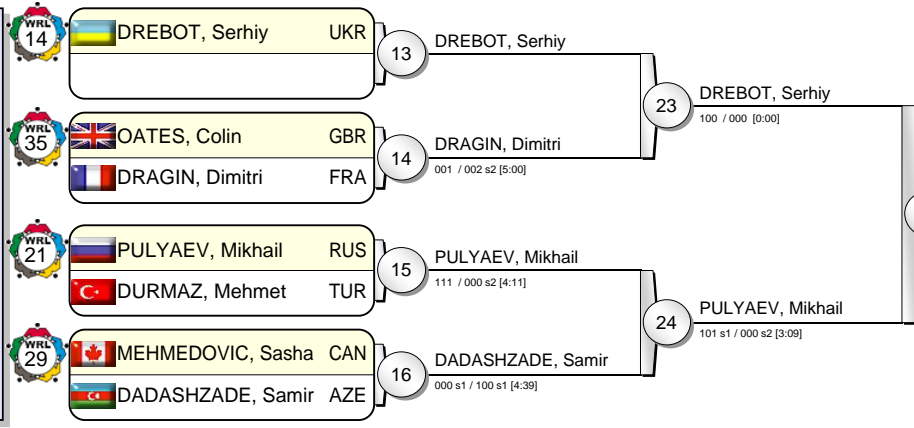 WRL
14
DREBOT, Serhiy UKR
13
DREBOT, Serhiy
WRL
35
OATES, Colin GBR
DRAGIN, Dimitri FRA
14
DRAGIN, Dimitri
001 / 002 s2 [5:00]
23
DREBOT, Serhiy
100 / 000 [0:00]
WRL
21
PULYAEV, Mikhail RUS
DURMAZ, Mehmet TUR
15
PULYAEV, Mikhail
111 / 000 s2 [4:11]
WRL
29
MEHMEDOVIC, Sasha CAN
DADASHZADE, Samir AZE
16
DADASHZADE, Samir
000 s1 / 100 s1 [4:39]
24
PULYAEV, Mikhail
101 s1 / 000 s2 [3:09]